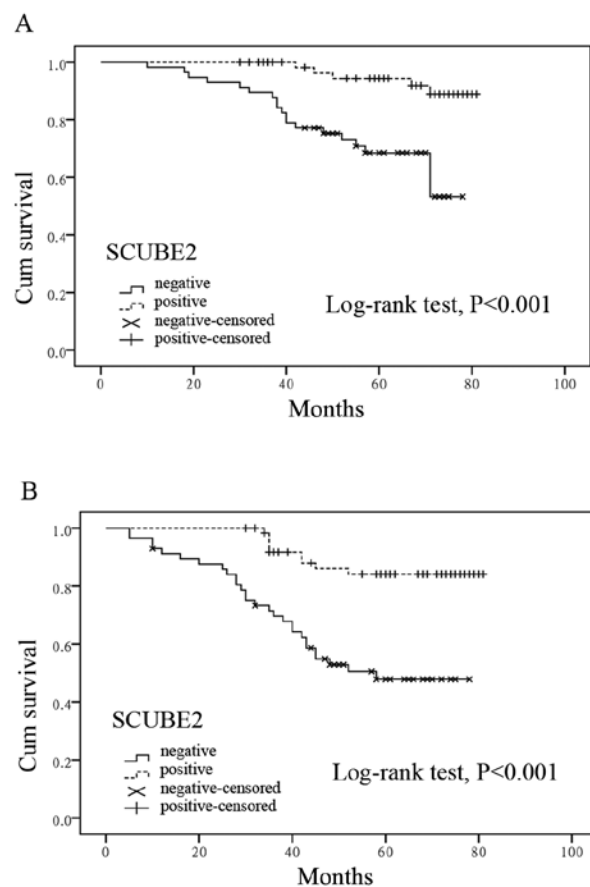 A
1.0
0.8
0.6
0.4
0.2
0.0
Cum survival
SCUBE2
negative
positive
negative-censored
positive-censored
Log-rank test, P<0.001
0 20 40 60 80 100
Months
B
1.0
0.8
0.6
0.4
0.2
0.0
Cum survival
SCUBE2
negative
positive
negative-censored
positive-censored
Log-rank test, P<0.001
0 20 40 60 80 100
Months